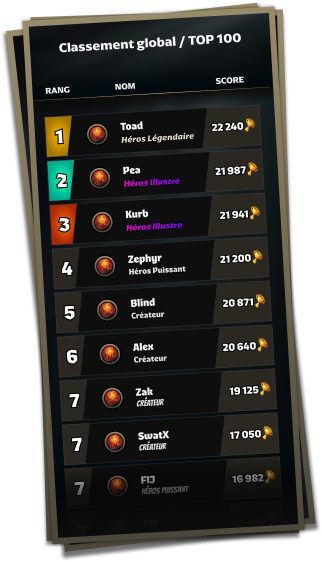 Classement global / TOP 100
RANG NOM SCORE
1 Toad 22 240
Héros Légendaire
2 Pea 21 987
Héros Illustre
3 Kurb 21 941
Héros Illustre
4 Zephyr 21 200
Héros Puissant
5 Blind 20 871
Créateur
6 Alex 20 640
Créateur
7 Zak 19 125
CRÉATEUR
7 SwatX 17 050
CRÉATEUR
7 FIJ 16 982
HÉROS PUISSANT